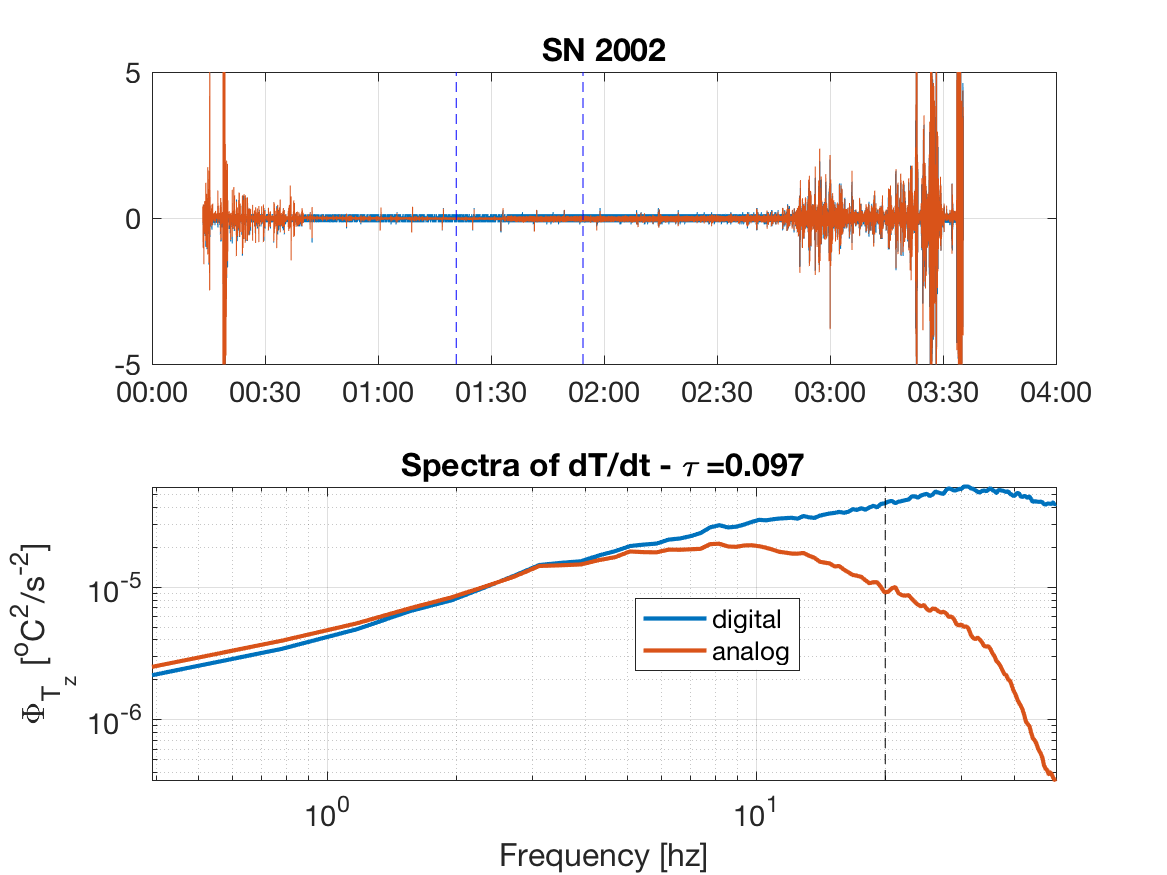 SN 2002
5
0
-5
00:00 00:30 01:00 01:30 02:00 02:30 03:00 03:30 04:00
Spectra of dT/dt - τ =0.097
Φ_{T_z} [°C²/s⁻²]
10⁻⁵
10⁻⁶
digital
analog
10⁰ 10¹
Frequency [hz]